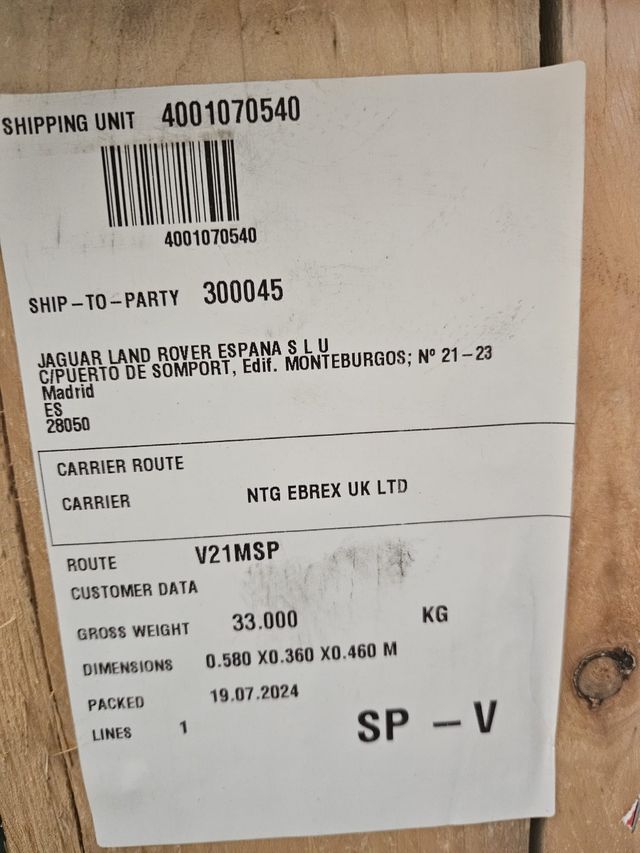 SHIPPING UNIT 4001070540
4001070540
SHIP-TO-PARTY 300045
JAGUAR LAND ROVER ESPANA S L U
C/PUERTO DE SOMPORT, Edif. MONTEBURGOS; Nº 21-23
Madrid
ES
28050
CARRIER ROUTE
CARRIER NTG EBREX UK LTD
ROUTE V21MSP
CUSTOMER DATA
GROSS WEIGHT 33.000 KG
DIMENSIONS 0.580 X0.360 X0.460 M
PACKED 19.07.2024
LINES 1
SP - V